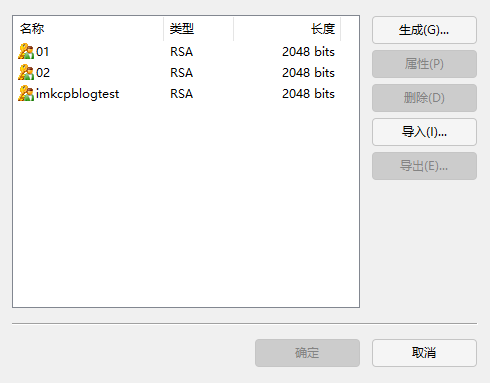 名称 类型 长度
01 RSA 2048 bits
02 RSA 2048 bits
imkcpblogtest RSA 2048 bits
生成(G)...
属性(P)
删除(D)
导入(I)...
导出(E)...
确定 取消